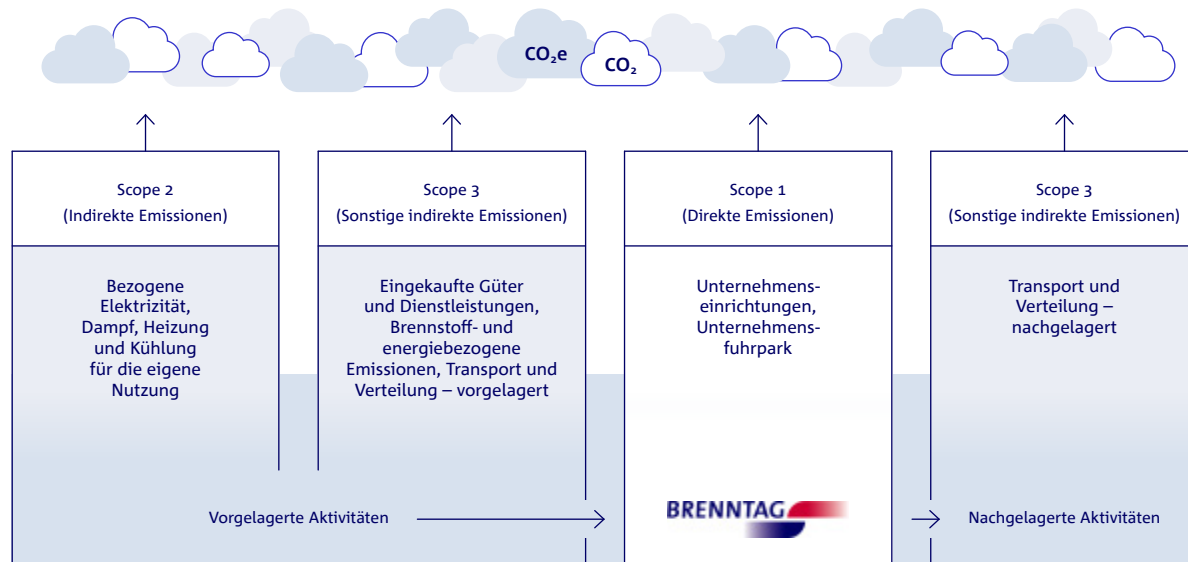 CO₂e
CO₂
Scope 2
(Indirekte Emissionen)
Bezogene
Elektrizität,
Dampf, Heizung
und Kühlung
für die eigene
Nutzung
Scope 3
(Sonstige indirekte Emissionen)
Eingekaufte Güter
und Dienstleistungen,
Brennstoff- und
energiebezogene
Emissionen, Transport und
Verteilung – vorgelagert
Scope 1
(Direkte Emissionen)
Unternehmens-
einrichtungen,
Unternehmens-
fuhrpark
Scope 3
(Sonstige indirekte Emissionen)
Transport und
Verteilung –
nachgelagert
Vorgelagerte Aktivitäten
BRENNTAG
Nachgelagerte Aktivitäten